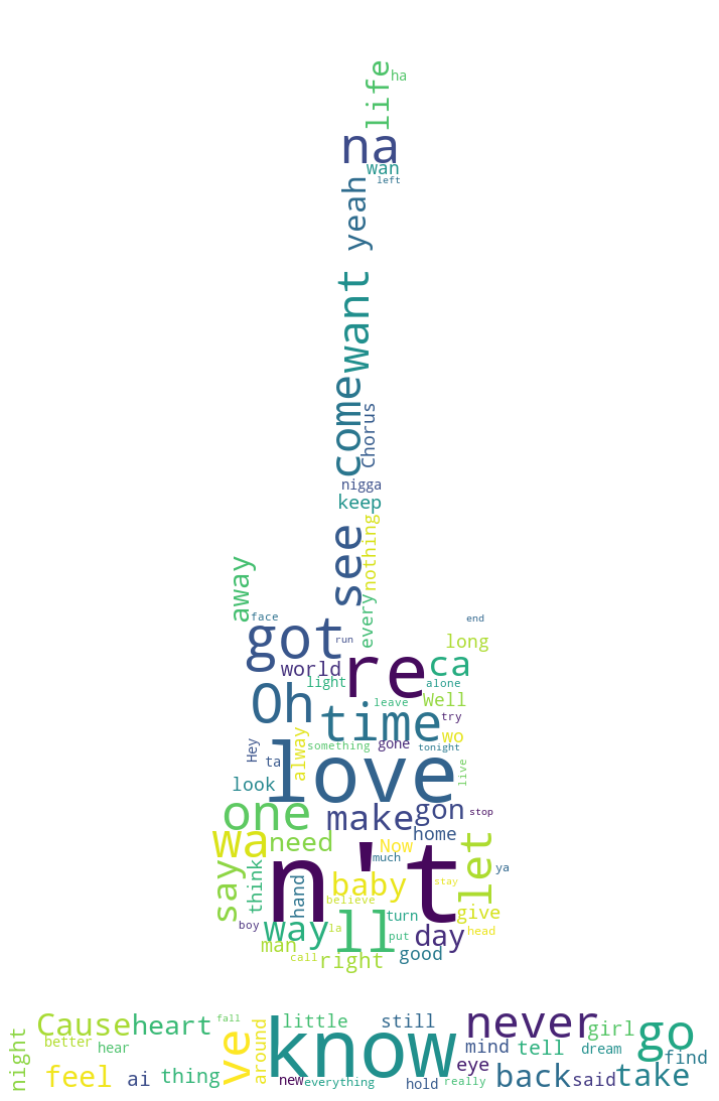 life
ha
na
wan
left
yeah
want
come
Chorus
nigga
keep
see
nothing
away
every
face
end
got
run
long
world
re
ca
light
alone
Oh
leave
Well
time
try
wo
Hey
alway
something
gone
tonight
ta
love
live
look
one
make
gon
stop
home
wa
need
n't
Now
much
let
ya
say
think
hand
baby
stay
believe
give
turn
boy
way
la
ll
put
day
head
man
call
right
good
Cause
heart
fall
little
still
never
girl
go
night
better
hear
ve
around
know
mind
tell
dream
find
feel
ai
thing
new
everything
hold
eye
really
back
said
take